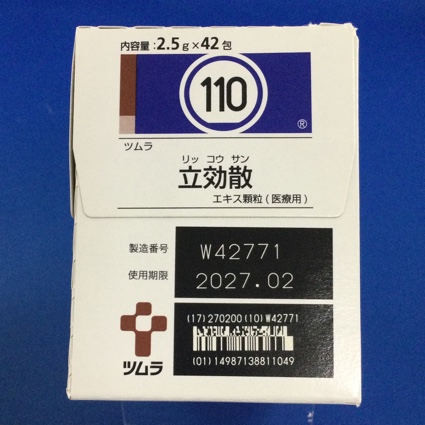 内容量:2.5g×42包
110
®
ツムラ
リッ コウ サン
立効散
エキス顆粒(医療用)
製造番号 W42771
使用期限 2027.02
(17)270200(10)W42771
(01)14987138811049
ツムラ